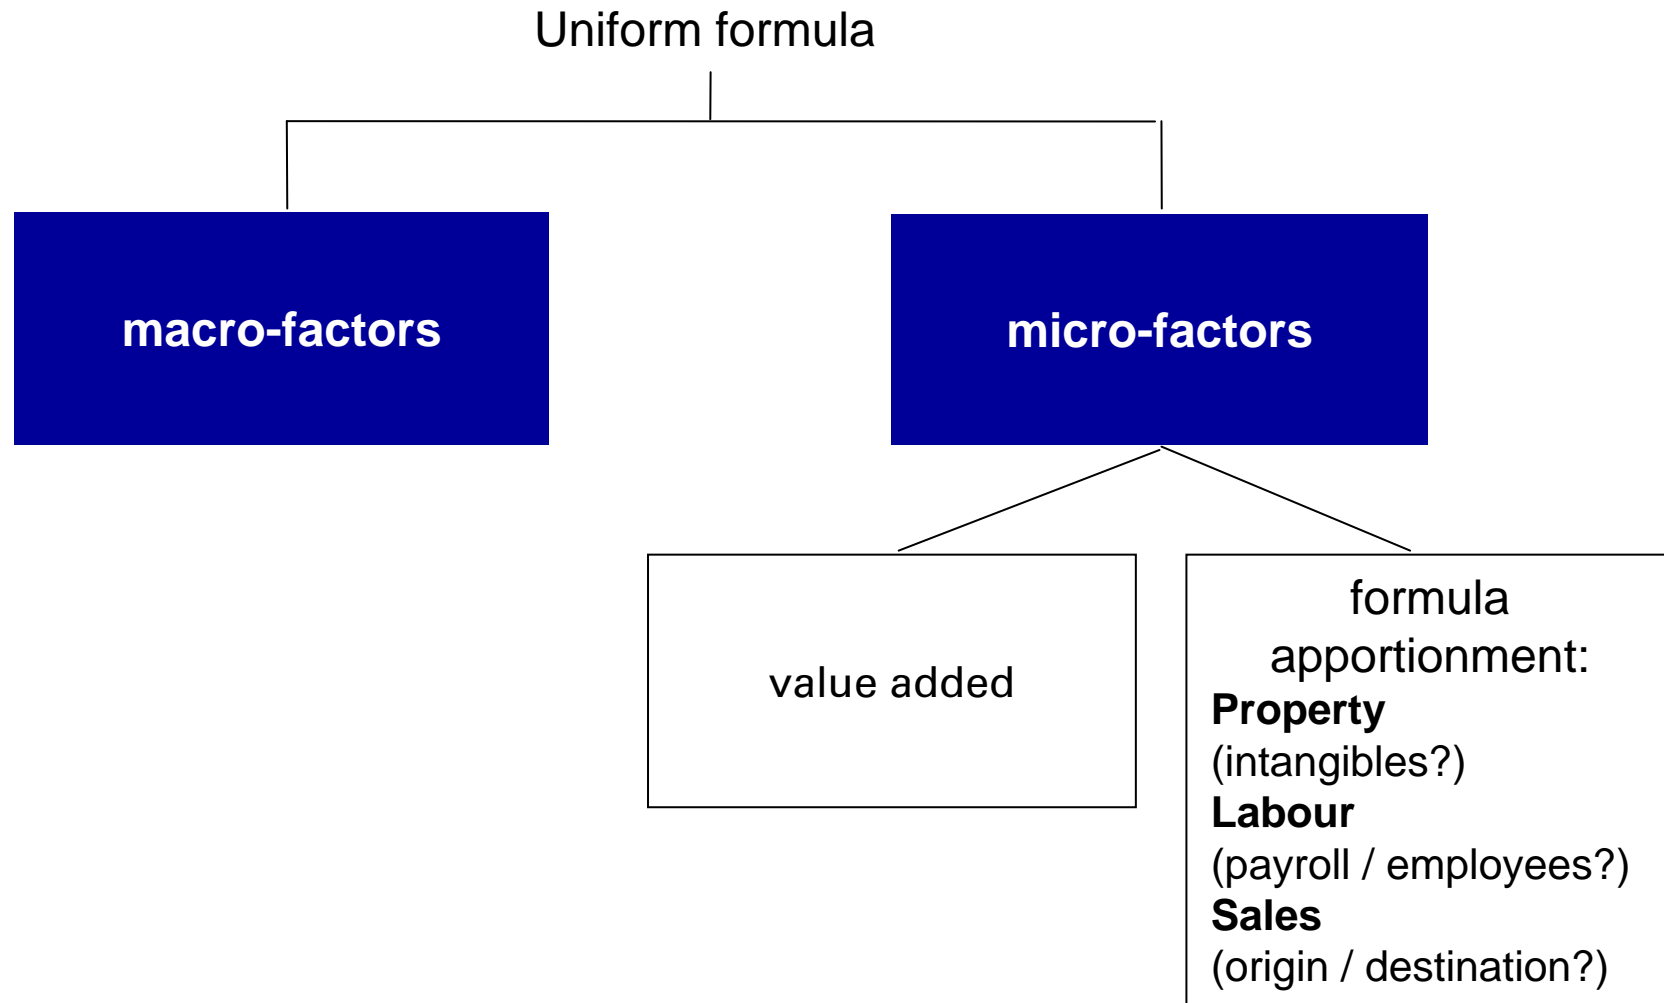 Uniform formula
macro-factors
micro-factors
value added
formula
apportionment:
Property
(intangibles?)
Labour
(payroll / employees?)
Sales
(origin / destination?)